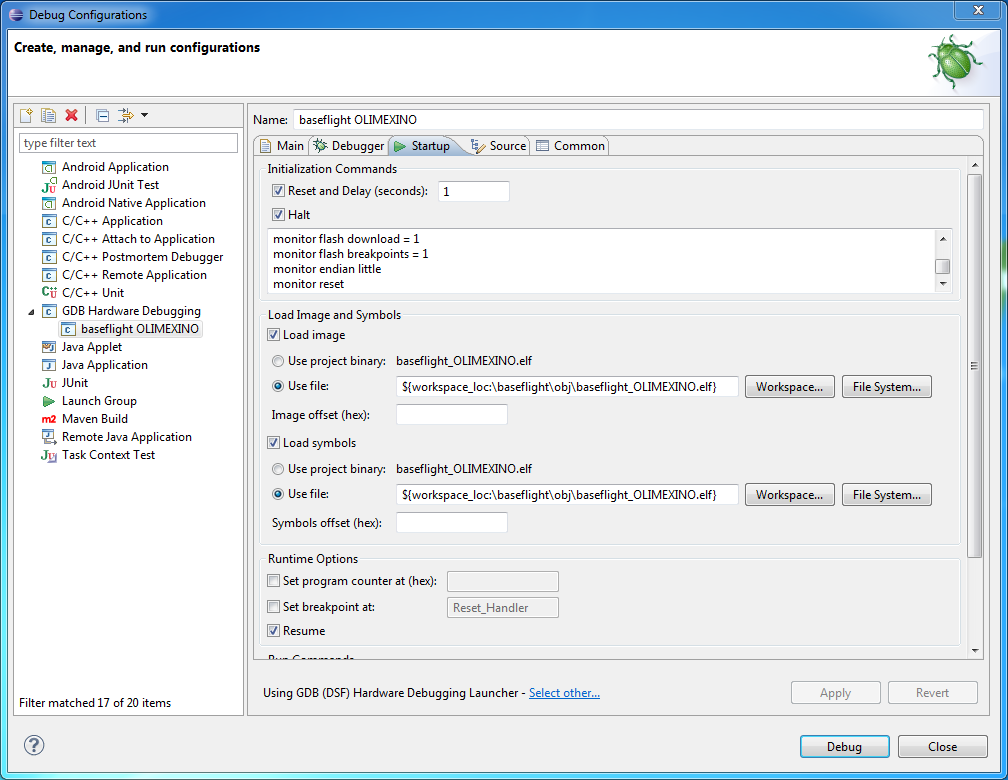 Debug Configurations
Create, manage, and run configurations
type filter text
Android Application
Android JUnit Test
Android Native Application
C/C++ Application
C/C++ Attach to Application
C/C++ Postmortem Debugger
C/C++ Remote Application
C/C++ Unit
GDB Hardware Debugging
baseflight OLIMEXINO
Java Applet
Java Application
JUnit
Launch Group
Maven Build
Remote Java Application
Task Context Test
Filter matched 17 of 20 items
Name: baseflight OLIMEXINO
Main Debugger Startup Source Common
Initialization Commands
Reset and Delay (seconds): 1
Halt
monitor flash download = 1
monitor flash breakpoints = 1
monitor endian little
monitor reset
Load Image and Symbols
Load image
Use project binary: baseflight_OLIMEXINO.elf
Use file: ${workspace_loc:\baseflight\obj\baseflight_OLIMEXINO.elf} Workspace... File System...
Image offset (hex):
Load symbols
Use project binary: baseflight_OLIMEXINO.elf
Use file: ${workspace_loc:\baseflight\obj\baseflight_OLIMEXINO.elf} Workspace... File System...
Symbols offset (hex):
Runtime Options
Set program counter at (hex):
Set breakpoint at: Reset_Handler
Resume
Run Commands
Using GDB (DSF) Hardware Debugging Launcher - Select other... Apply Revert
Debug Close